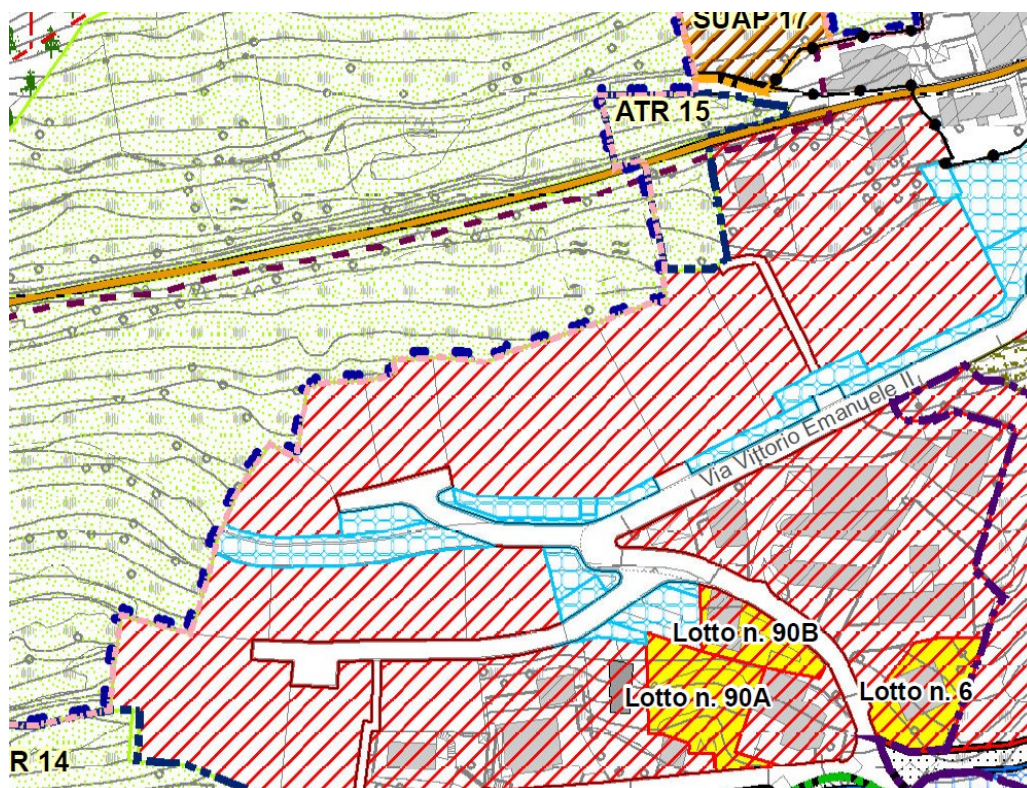 SUAP 17
ATR 15
Via Vittorio Emanuele II
Lotto n. 90B
Lotto n. 90A
Lotto n. 6
R 14